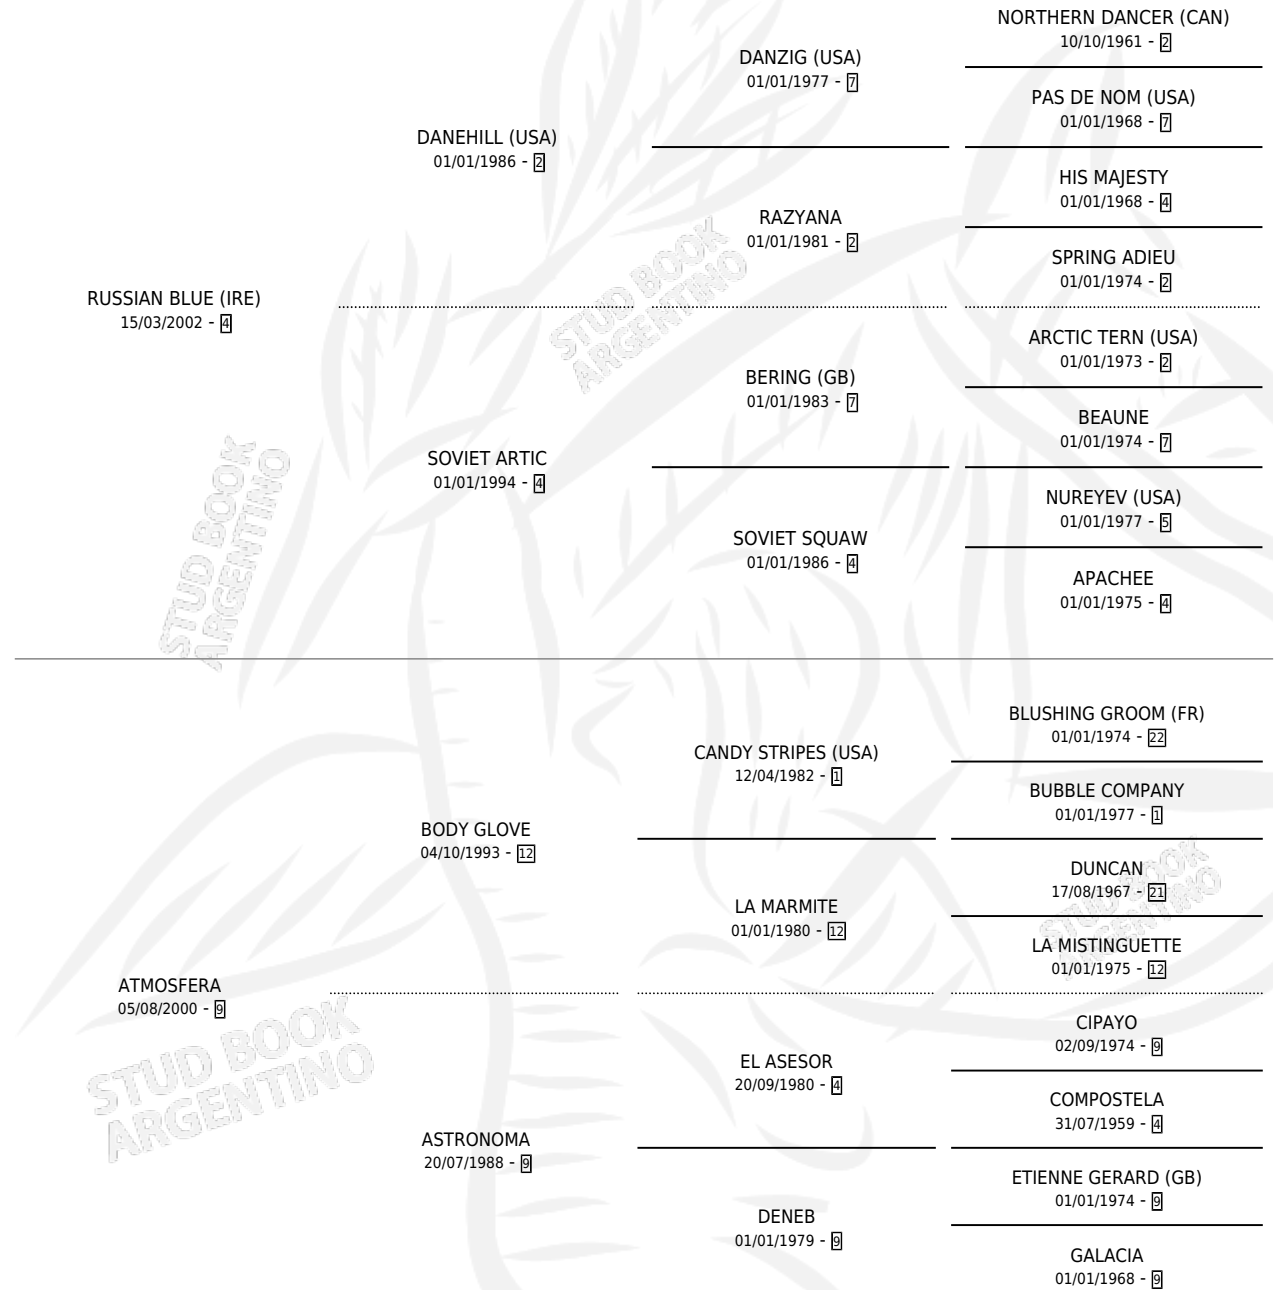 NORTHERN DANCER (CAN)
10/10/1961 - 2
DANZIG (USA)
01/01/1977 - 7
PAS DE NOM (USA)
01/01/1968 - 7
DANEHILL (USA)
01/01/1986 - 2
HIS MAJESTY
01/01/1968 - 4
RAZYANA
01/01/1981 - 2
SPRING ADIEU
01/01/1974 - 2
RUSSIAN BLUE (IRE)
15/03/2002 - 4
STUD BOOK
ARGENTINO
ARCTIC TERN (USA)
01/01/1973 - 2
BERING (GB)
01/01/1983 - 7
BEAUNE
01/01/1974 - 7
SOVIET ARTIC
01/01/1994 - 4
NUREYEV (USA)
01/01/1977 - 5
SOVIET SQUAW
01/01/1986 - 4
APACHEE
01/01/1975 - 4
STUD BOOK
ARGENTINO
BLUSHING GROOM (FR)
01/01/1974 - 22
CANDY STRIPES (USA)
12/04/1982 - 1
BUBBLE COMPANY
01/01/1977 - 1
BODY GLOVE
04/10/1993 - 12
DUNCAN
17/08/1967 - 21
STUD BOOK
ARGENTINO
LA MARMITE
01/01/1980 - 12
LA MISTINGUETTE
01/01/1975 - 12
ATMOSFERA
05/08/2000 - 9
STUD BOOK
ARGENTINO
CIPAYO
02/09/1974 - 9
EL ASESOR
20/09/1980 - 4
COMPOSTELA
31/07/1959 - 4
ASTRONOMA
20/07/1988 - 9
ETIENNE GERARD (GB)
01/01/1974 - 9
DENEB
01/01/1979 - 9
GALACIA
01/01/1968 - 9